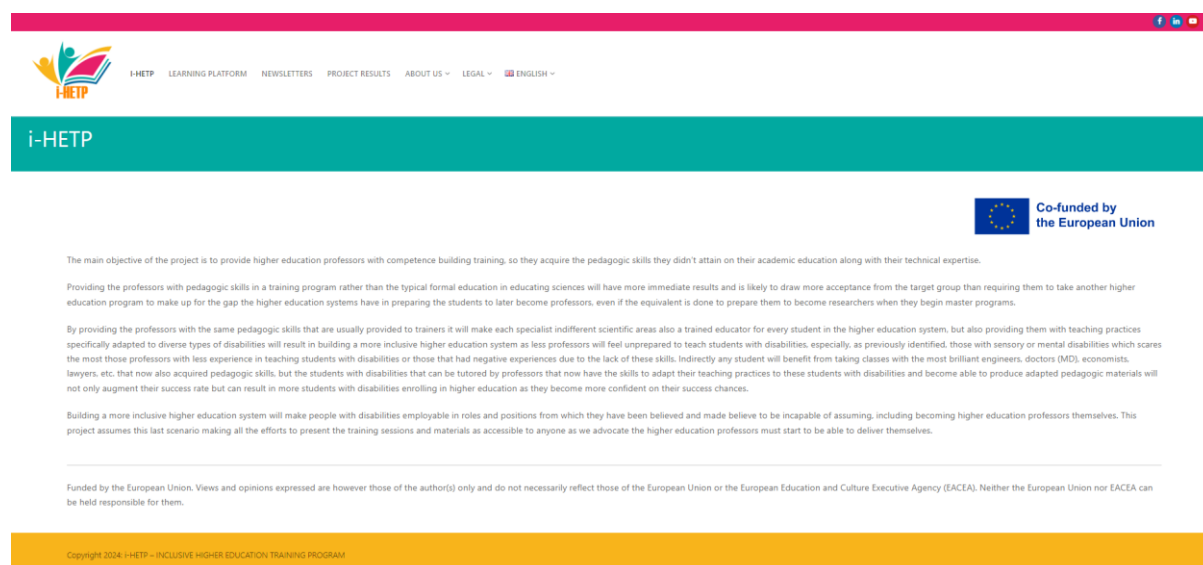 i-HETP
I-HETP LEARNING PLATFORM NEWSLETTERS PROJECT RESULTS ABOUT US LEGAL ENGLISH
i-HETP
Co-funded by
the European Union
The main objective of the project is to provide higher education professors with competence building training, so they acquire the pedagogic skills they didn't attain on their academic education along with their technical expertise.
Providing the professors with pedagogic skills in a training program rather than the typical formal education in educating sciences will have more immediate results and is likely to draw more acceptance from the target group than requiring them to take another higher
education program to make up for the gap the higher education systems have in preparing the students to later become professors, even if the equivalent is done to prepare them to become researchers when they begin master programs.
By providing the professors with the same pedagogic skills that are usually provided to trainers it will make each specialist indifferent scientific areas also a trained educator for every student in the higher education system, but also providing them with teaching practices
specifically adapted to diverse types of disabilities will result in building a more inclusive higher education system as less professors will feel unprepared to teach students with disabilities, especially, as previously identified, those with sensory or mental disabilities which scares
the most those professors with less experience in teaching students with disabilities or those that had negative experiences due to the lack of these skills. Indirectly any student will benefit from taking classes with the most brilliant engineers, doctors (MD), economists,
lawyers, etc. that now also acquired pedagogic skills, but the students with disabilities that can be tutored by professors that now have the skills to adapt their teaching practices to these students with disabilities and become able to produce adapted pedagogic materials will
not only augment their success rate but can result in more students with disabilities enrolling in higher education as they become more confident on their success chances.
Building a more inclusive higher education system will make people with disabilities employable in roles and positions from which they have been believed and made believe to be incapable of assuming, including becoming higher education professors themselves. This
project assumes this last scenario making all the efforts to present the training sessions and materials as accessible to anyone as we advocate the higher education professors must start to be able to deliver themselves.
Funded by the European Union. Views and opinions expressed are however those of the author(s) only and do not necessarily reflect those of the European Union or the European Education and Culture Executive Agency (EACEA). Neither the European Union nor EACEA can
be held responsible for them.
Copyright 2024: i-HETP – INCLUSIVE HIGHER EDUCATION TRAINING PROGRAM